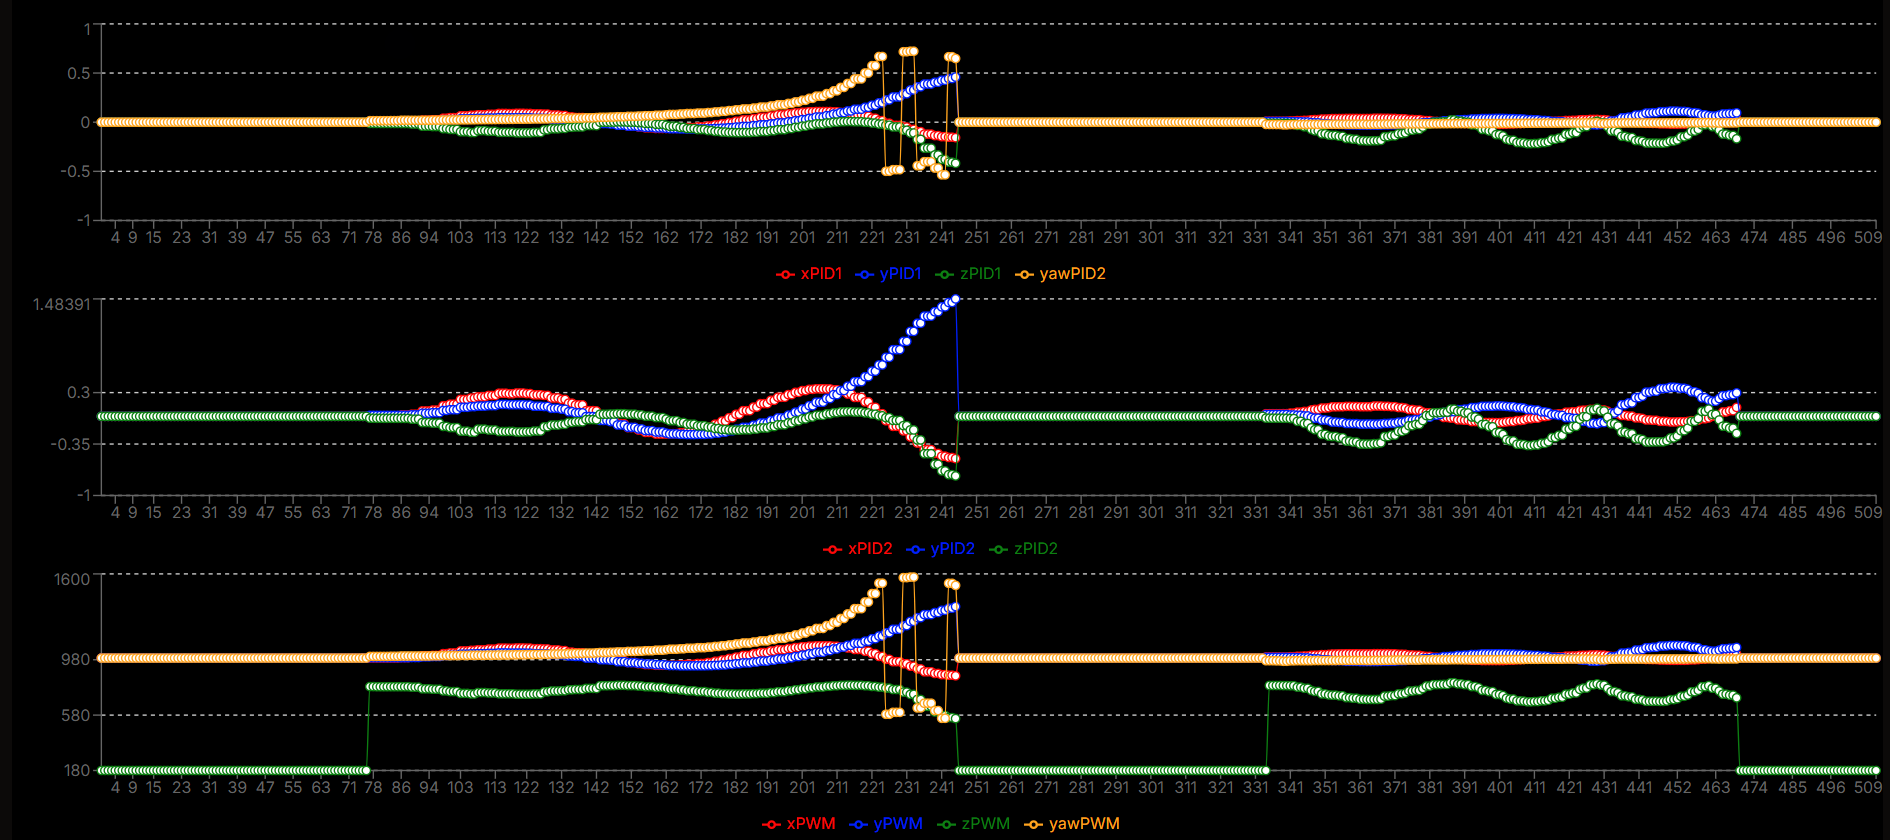 1
0.5
0
-0.5
-1
4 9 15 23 31 39 47 55 63 71 78 86 94 103 113 122 132 142 152 162 172 182 191 201 211 221 231 241 251 261 271 281 291 301 311 321 331 341 351 361 371 381 391 401 411 421 431 441 452 463 474 485 496 509
xPID1 yPID1 zPID1 yawPID2
1.48391
0.3
-0.35
-1
4 9 15 23 31 39 47 55 63 71 78 86 94 103 113 122 132 142 152 162 172 182 191 201 211 221 231 241 251 261 271 281 291 301 311 321 331 341 351 361 371 381 391 401 411 421 431 441 452 463 474 485 496 509
xPID2 yPID2 zPID2
1600
980
580
180
4 9 15 23 31 39 47 55 63 71 78 86 94 103 113 122 132 142 152 162 172 182 191 201 211 221 231 241 251 261 271 281 291 301 311 321 331 341 351 361 371 381 391 401 411 421 431 441 452 463 474 485 496 509
xPWM yPWM zPWM yawPWM